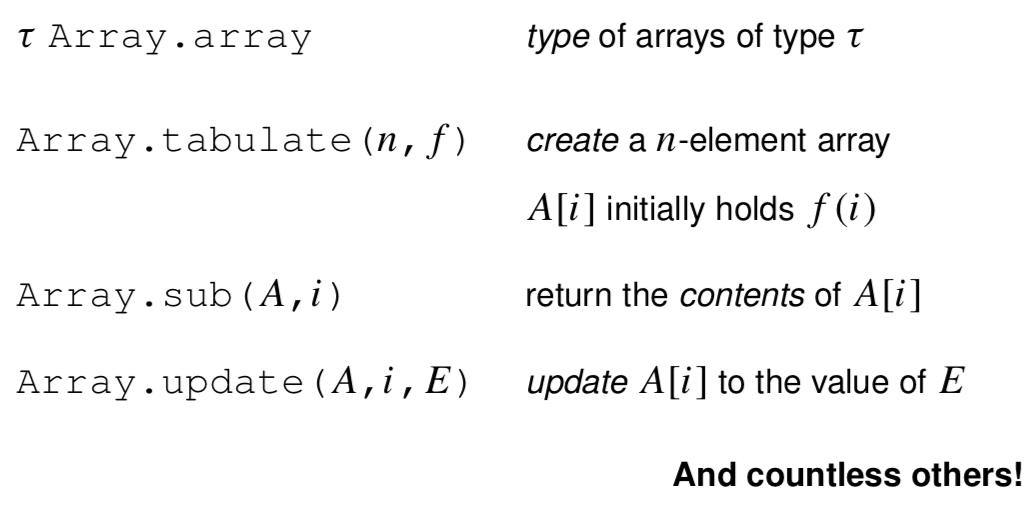 τ Array.array type of arrays of type τ
Array.tabulate(n, f) create a n-element array
A[i] initially holds f(i)
Array.sub(A,i) return the contents of A[i]
Array.update(A,i,E) update A[i] to the value of E
And countless others!